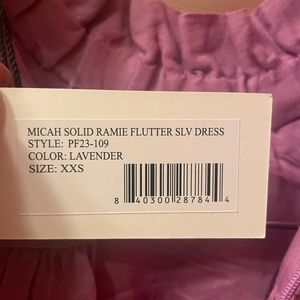 MICAH SOLID RAMIE FLUTTER SLV DRESS
STYLE: PF23-109
COLOR: LAVENDER
SIZE: XXS
8 40300 28784 4